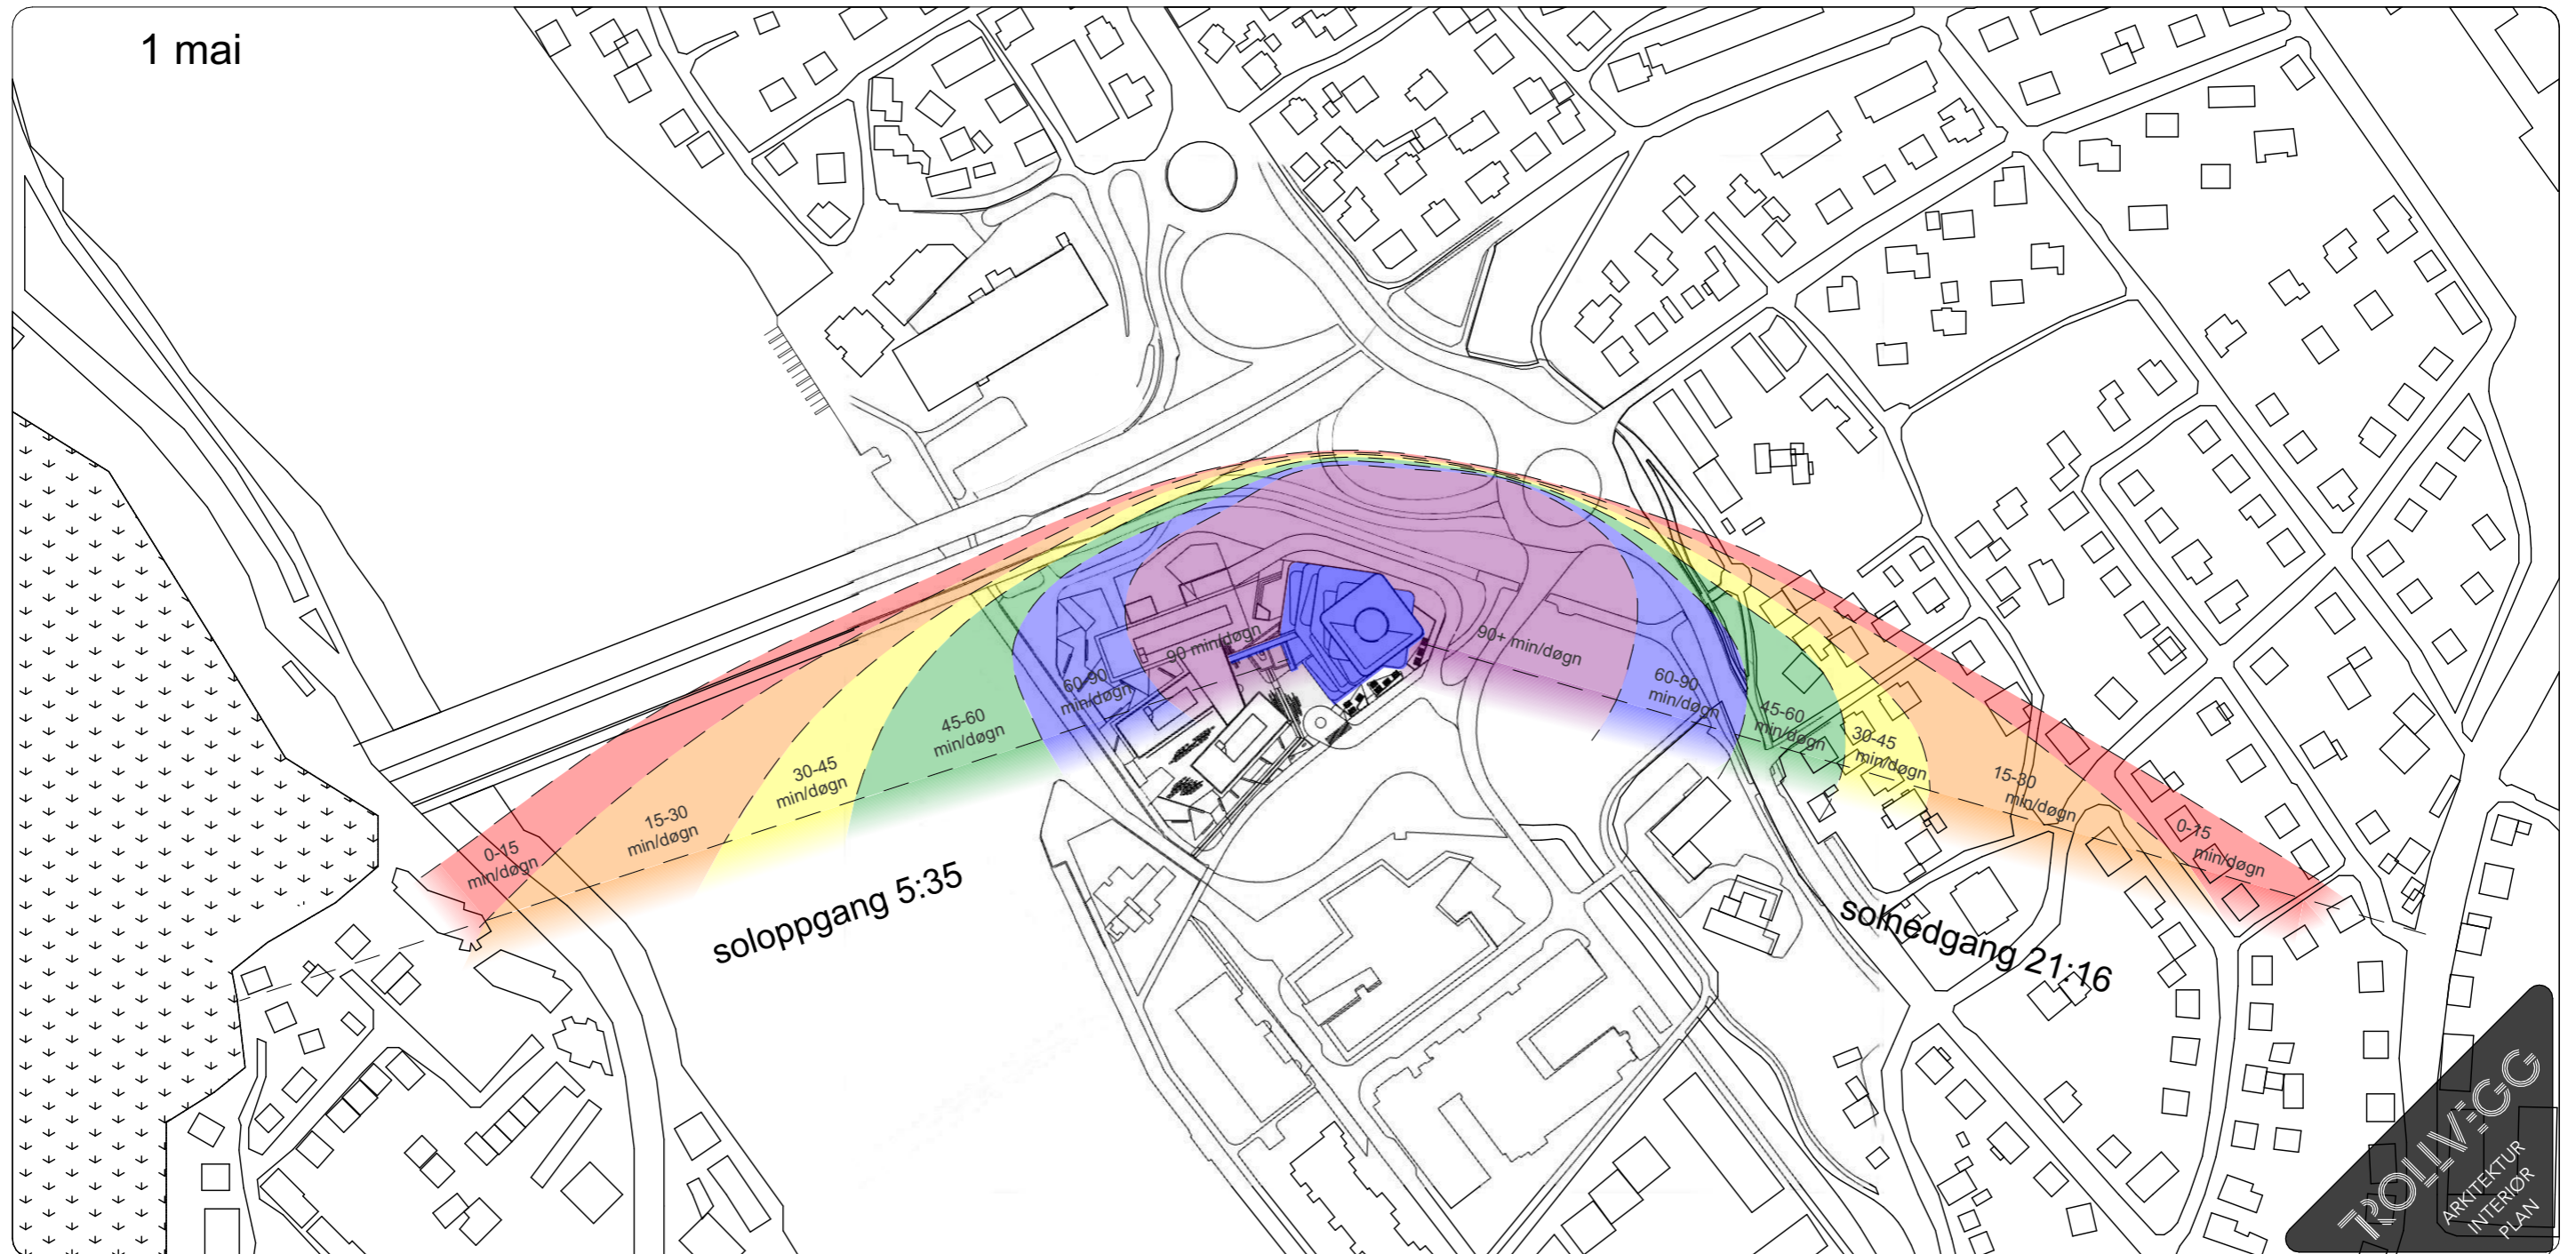 1 mai
90 min/døgn
90+ min/døgn
60-90
min/døgn
60-90
min/døgn
45-60
min/døgn
45-60
min/døgn
30-45
min/døgn
30-45
min/døgn
15-30
min/døgn
15-30
min/døgn
0-15
min/døgn
0-15
min/døgn
soloppgang 5:35
solnedgang 21:16
TROLLVEGG
ARKITEKTUR
INTERIØR
PLAN